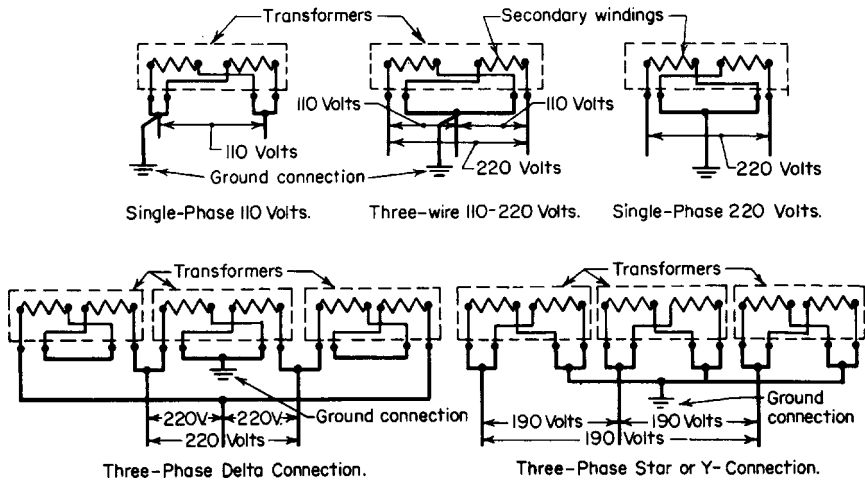 Transformers
Secondary windings
110 Volts
110 Volts
110 Volts
220 Volts
220 Volts
Ground connection
Single-Phase 110 Volts.
Three-wire 110-220 Volts.
Single-Phase 220 Volts.
Transformers
Transformers
220V.
220V.
Ground connection
220 Volts
190 Volts
190 Volts
190 Volts
Ground
connection
Three-Phase Delta Connection.
Three-Phase Star or Y-Connection.